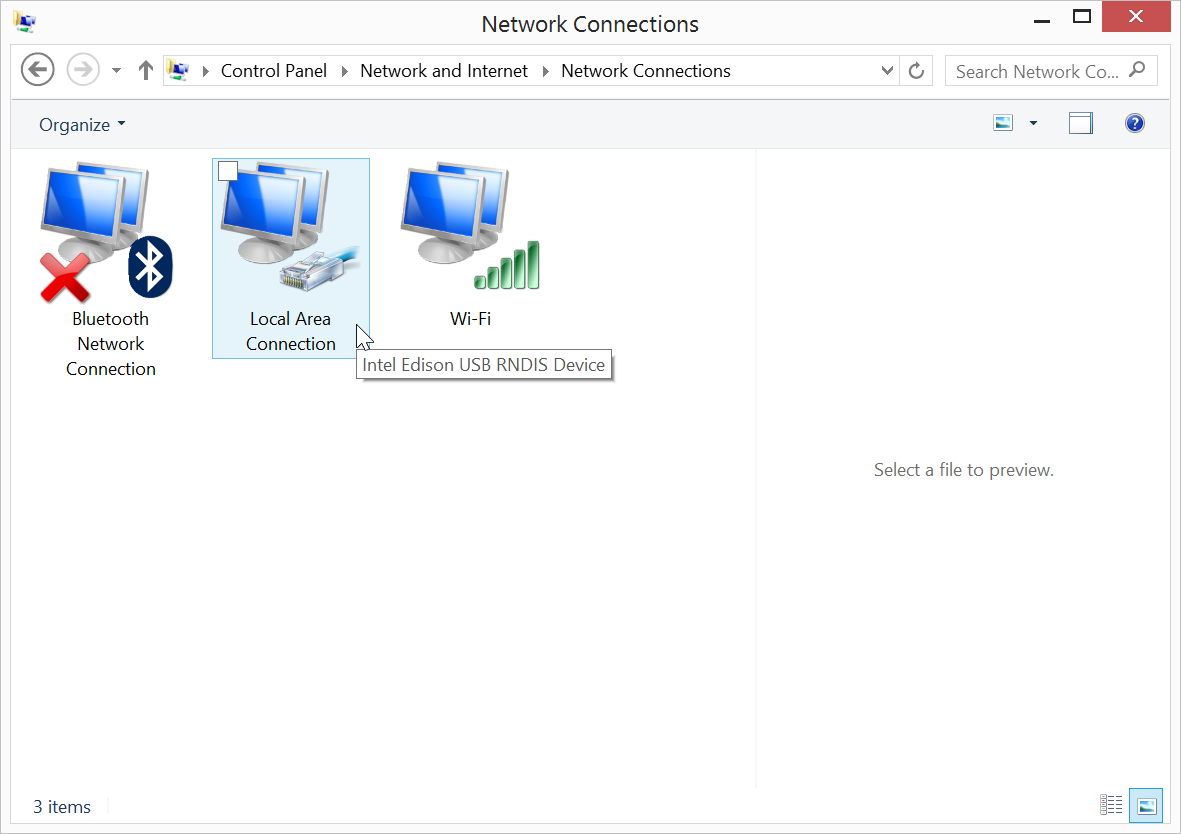 Network Connections
Control Panel Network and Internet Network Connections
Search Network Co...
Organize
?
Bluetooth
Network
Connection
Local Area
Connection
Wi-Fi
Intel Edison USB RNDIS Device
Select a file to preview.
3 items